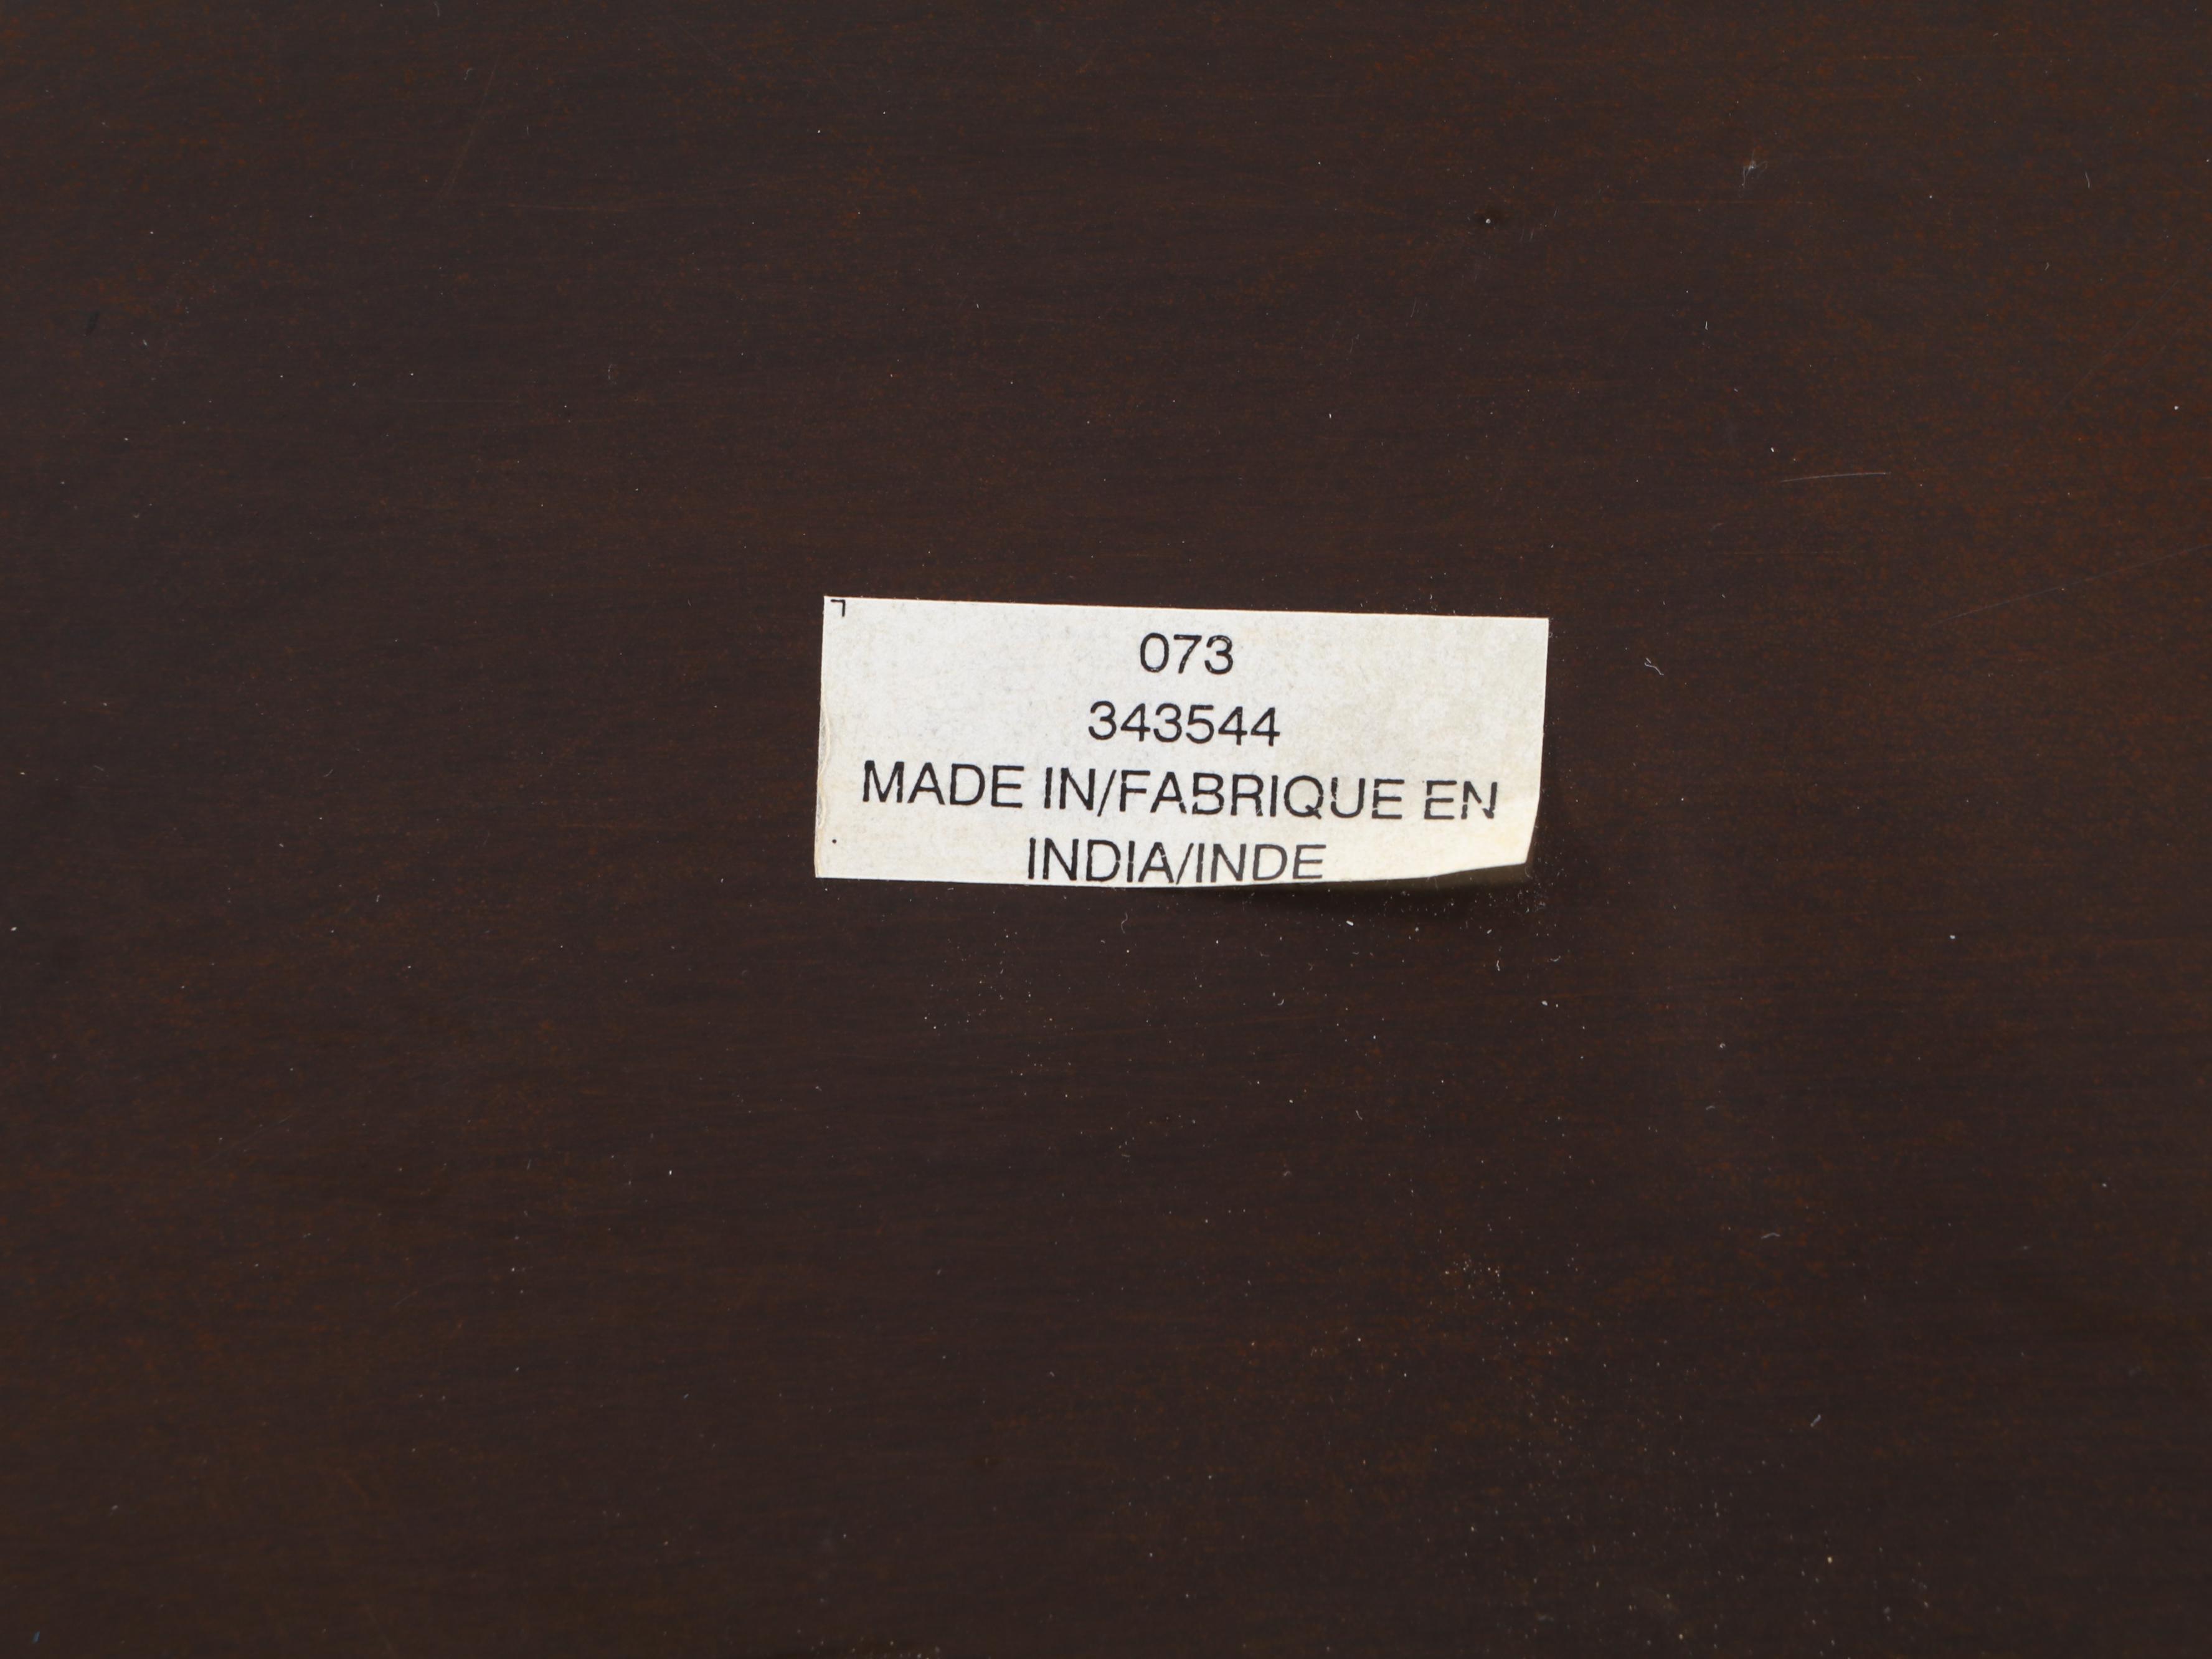 073
343544
MADE IN/FABRIQUE EN
INDIA/INDE